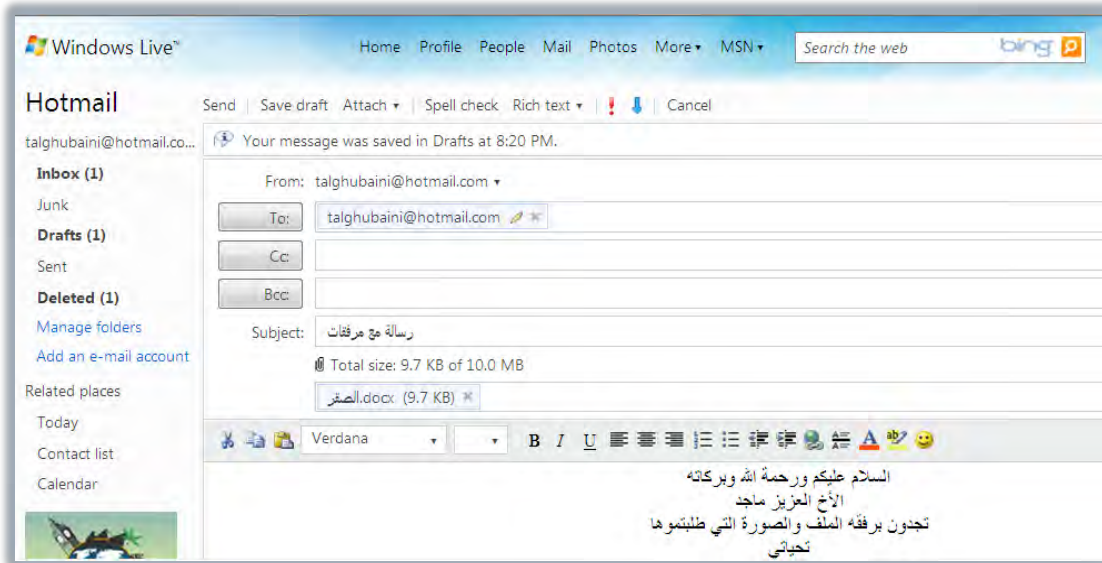 Windows Live™
Home Profile People Mail Photos More MSN
Search the web
bing
Hotmail
Send Save draft Attach Spell check Rich text Cancel
talghubaini@hotmail.co...
Your message was saved in Drafts at 8:20 PM.
Inbox (1)
Junk
Drafts (1)
Sent
Deleted (1)
Manage folders
Add an e-mail account
Related places
Today
Contact list
Calendar
From: talghubaini@hotmail.com
To: talghubaini@hotmail.com
Cc:
Bcc:
Subject: رسالة مع مرفقات
Total size: 9.7 KB of 10.0 MB
الصقر.docx (9.7 KB)
Verdana
B I U
السلام عليكم ورحمة الله وبركاته
الأخ العزيز ماجد
تجدون برفقه الملف والصورة التي طلبتموها
تحياتي